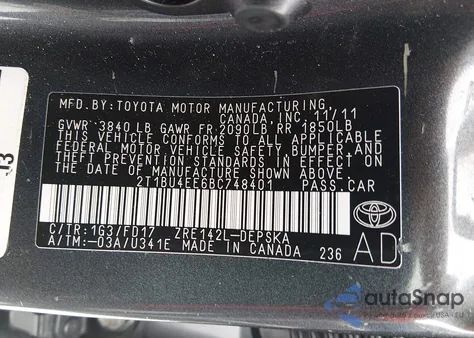 MFD.BY:TOYOTA MOTOR MANUFACTURING,
CANADA,INC. 11/11
GVWR 3840 LB GAWR FR 2090LB RR 1850LB
THIS VEHICLE CONFORMS TO ALL APPLICABLE
FEDERAL MOTOR VEHICLE SAFETY, BUMPER, AND
THEFT PREVENTION STANDARDS IN EFFECT ON
THE DATE OF MANUFACTURE SHOWN ABOVE.
2T1BU4EE6BC748401 PASS.CAR
C/TR:1G3/FD17 ZRE142L-DEPSKA
A/TM:-03A/U341E MADE IN CANADA 236
TOYOTA
AD
13
autoSnap